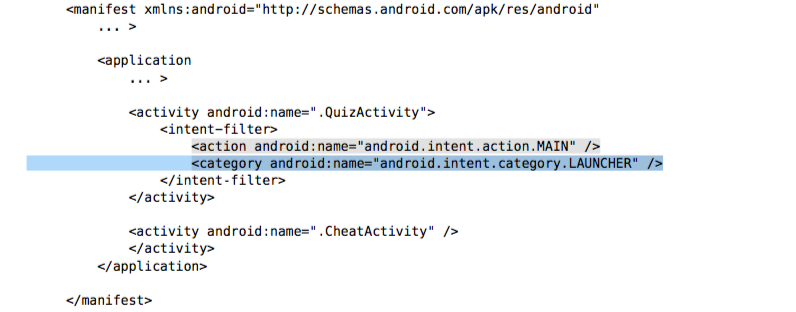 <manifest xmlns:android="http://schemas.android.com/apk/res/android"
... >
<application
... >
<activity android:name=".QuizActivity">
<intent-filter>
<action android:name="android.intent.action.MAIN" />
<category android:name="android.intent.category.LAUNCHER" />
</intent-filter>
</activity>
<activity android:name=".CheatActivity" />
</activity>
</application>
</manifest>